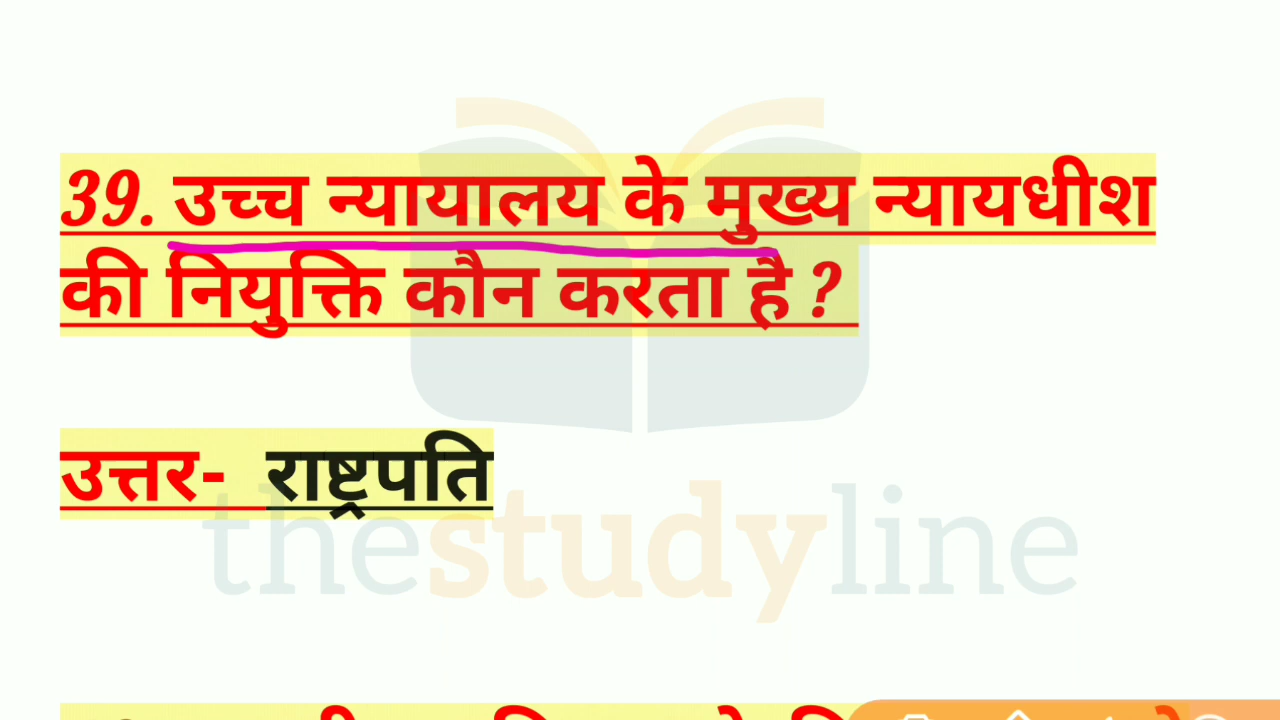 39. उच्च न्यायालय के मुख्य न्यायधीश
की नियुक्ति कौन करता है ?
उत्तर- राष्ट्रपति
thestudyline